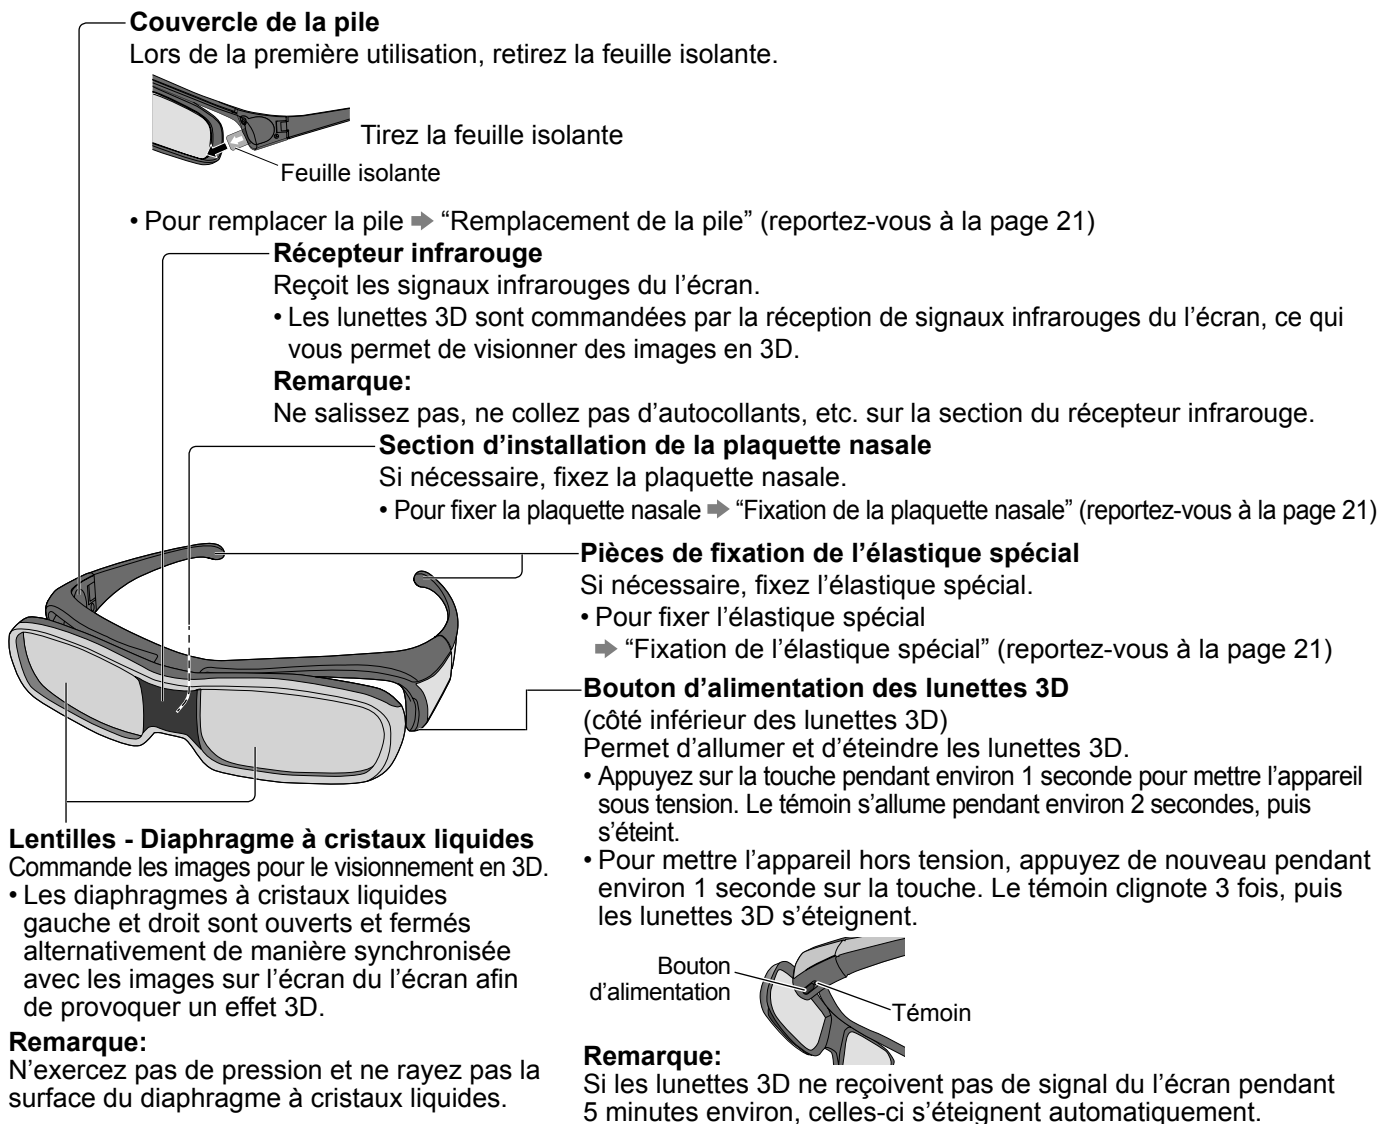 Couvercle de la pile
Lors de la première utilisation, retirez la feuille isolante.
Tirez la feuille isolante
Feuille isolante
• Pour remplacer la pile ➡ “Remplacement de la pile” (reportez-vous à la page 21)
Récepteur infrarouge
Reçoit les signaux infrarouges du l’écran.
• Les lunettes 3D sont commandées par la réception de signaux infrarouges du l’écran, ce qui
vous permet de visionner des images en 3D.
Remarque:
Ne salissez pas, ne collez pas d’autocollants, etc. sur la section du récepteur infrarouge.
Section d’installation de la plaquette nasale
Si nécessaire, fixez la plaquette nasale.
• Pour fixer la plaquette nasale ➡ “Fixation de la plaquette nasale” (reportez-vous à la page 21)
Pièces de fixation de l’élastique spécial
Si nécessaire, fixez l’élastique spécial.
• Pour fixer l’élastique spécial
➡ “Fixation de l’élastique spécial” (reportez-vous à la page 21)
Bouton d’alimentation des lunettes 3D
(côté inférieur des lunettes 3D)
Permet d’allumer et d’éteindre les lunettes 3D.
• Appuyez sur la touche pendant environ 1 seconde pour mettre l’appareil
sous tension. Le témoin s’allume pendant environ 2 secondes, puis
s’éteint.
• Pour mettre l’appareil hors tension, appuyez de nouveau pendant
environ 1 seconde sur la touche. Le témoin clignote 3 fois, puis
les lunettes 3D s’éteignent.
Bouton
d’alimentation
Témoin
Remarque:
Si les lunettes 3D ne reçoivent pas de signal du l’écran pendant
5 minutes environ, celles-ci s’éteignent automatiquement.
Lentilles - Diaphragme à cristaux liquides
Commande les images pour le visionnement en 3D.
• Les diaphragmes à cristaux liquides
gauche et droit sont ouverts et fermés
alternativement de manière synchronisée
avec les images sur l’écran du l’écran afin
de provoquer un effet 3D.
Remarque:
N’exercez pas de pression et ne rayez pas la
surface du diaphragme à cristaux liquides.